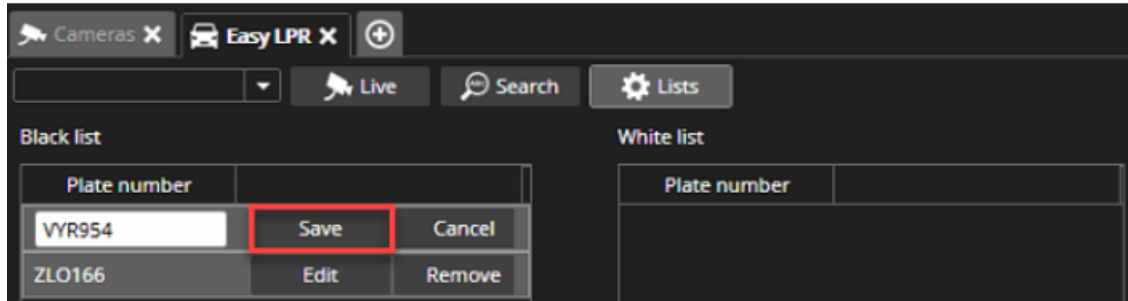 Cameras Easy LPR
Live Search Lists
Black list White list
Plate number Plate number
VYR954 Save Cancel
ZLO166 Edit Remove